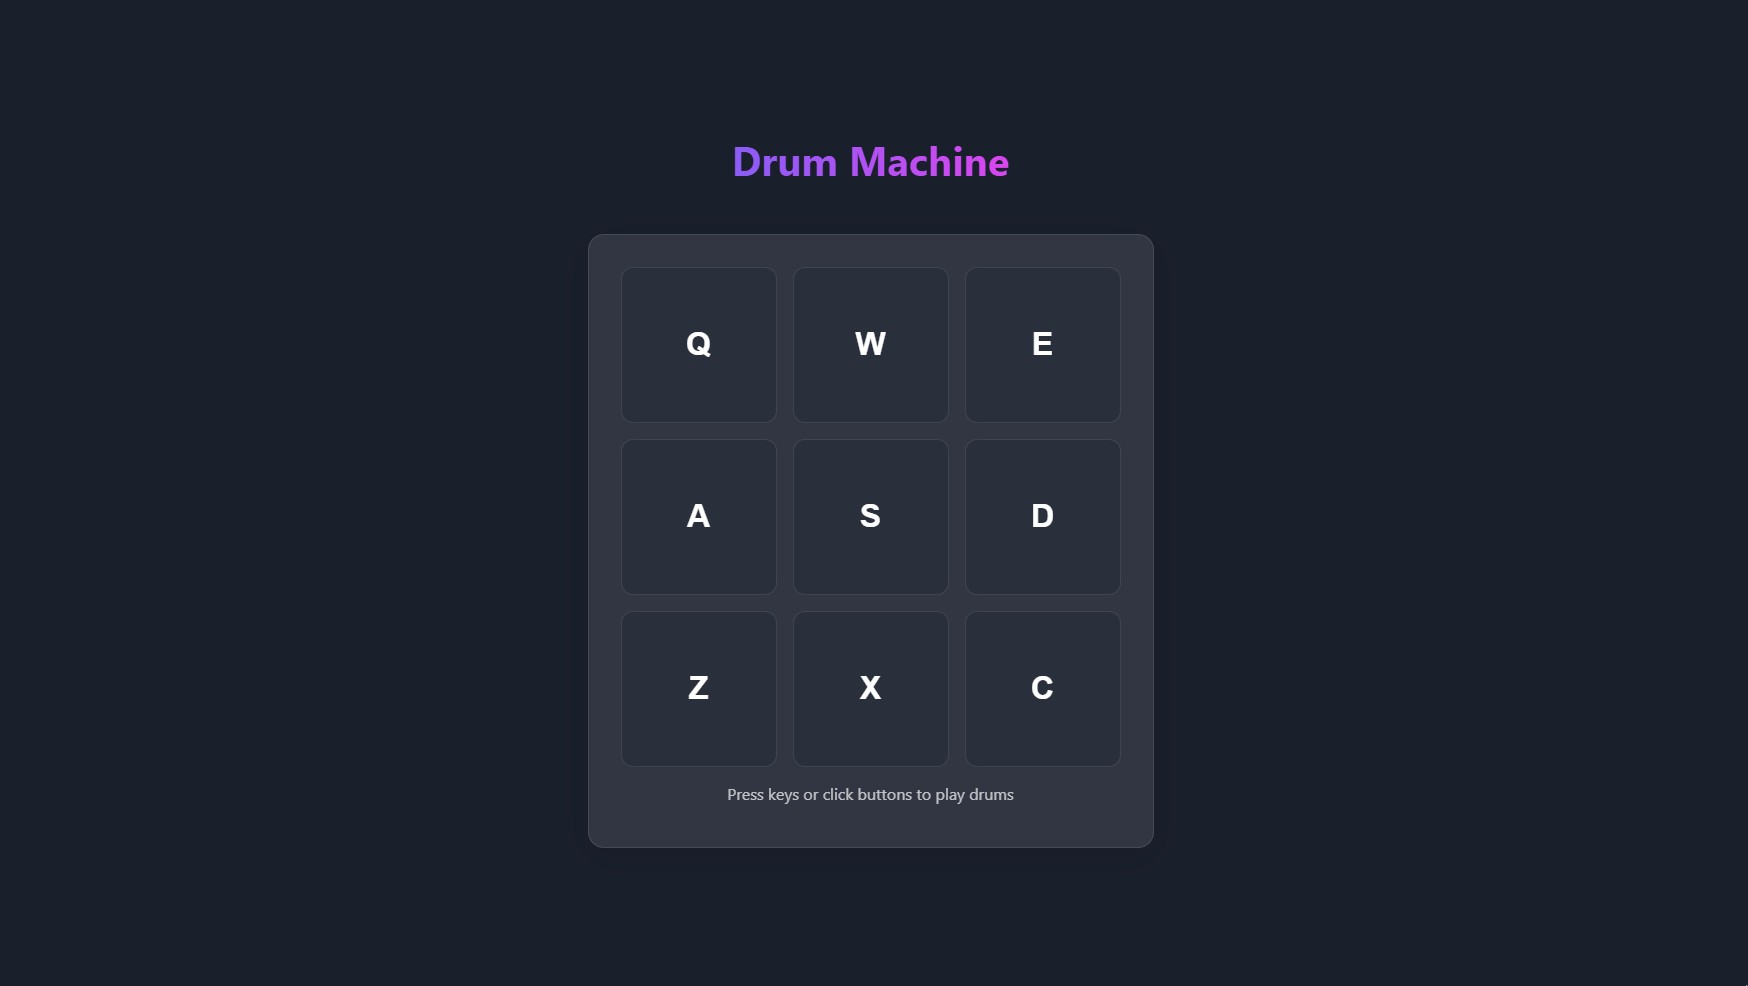 Drum Machine
Q W E
A S D
Z X C
Press keys or click buttons to play drums